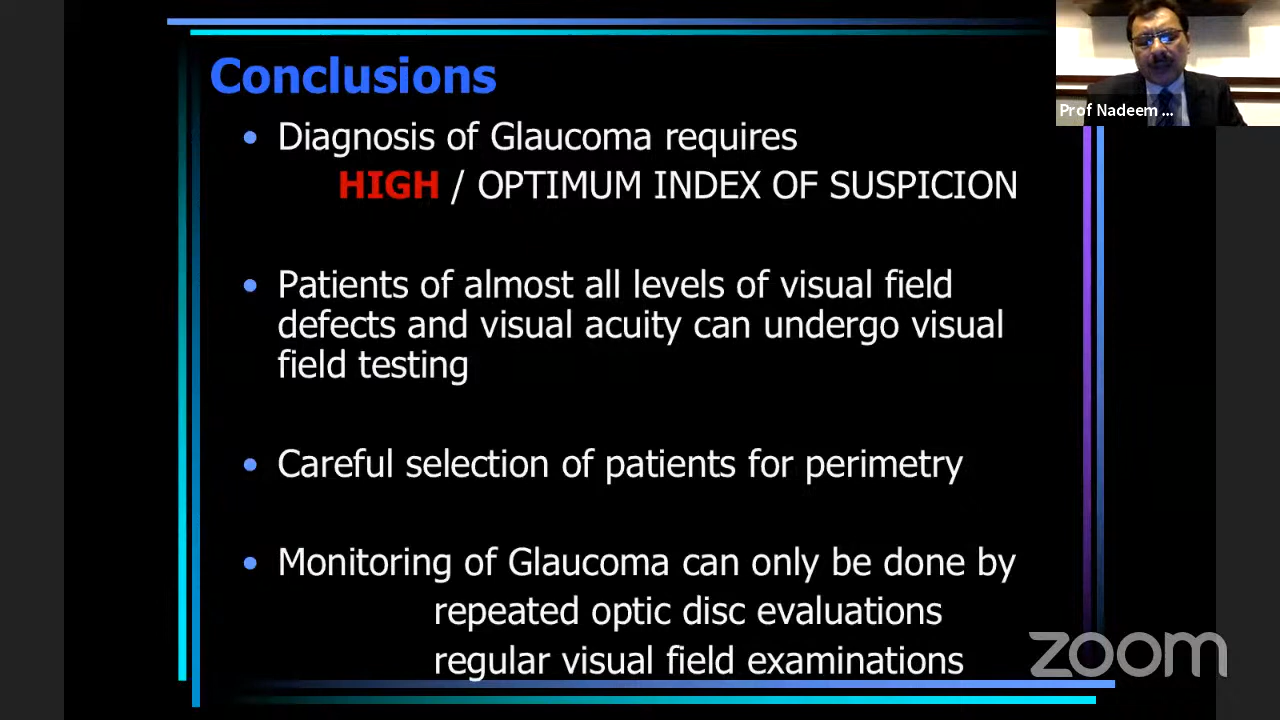 Conclusions
Prof Nadeem ...
• Diagnosis of Glaucoma requires
HIGH / OPTIMUM INDEX OF SUSPICION
• Patients of almost all levels of visual field
defects and visual acuity can undergo visual
field testing
• Careful selection of patients for perimetry
• Monitoring of Glaucoma can only be done by
repeated optic disc evaluations
regular visual field examinations
zoom